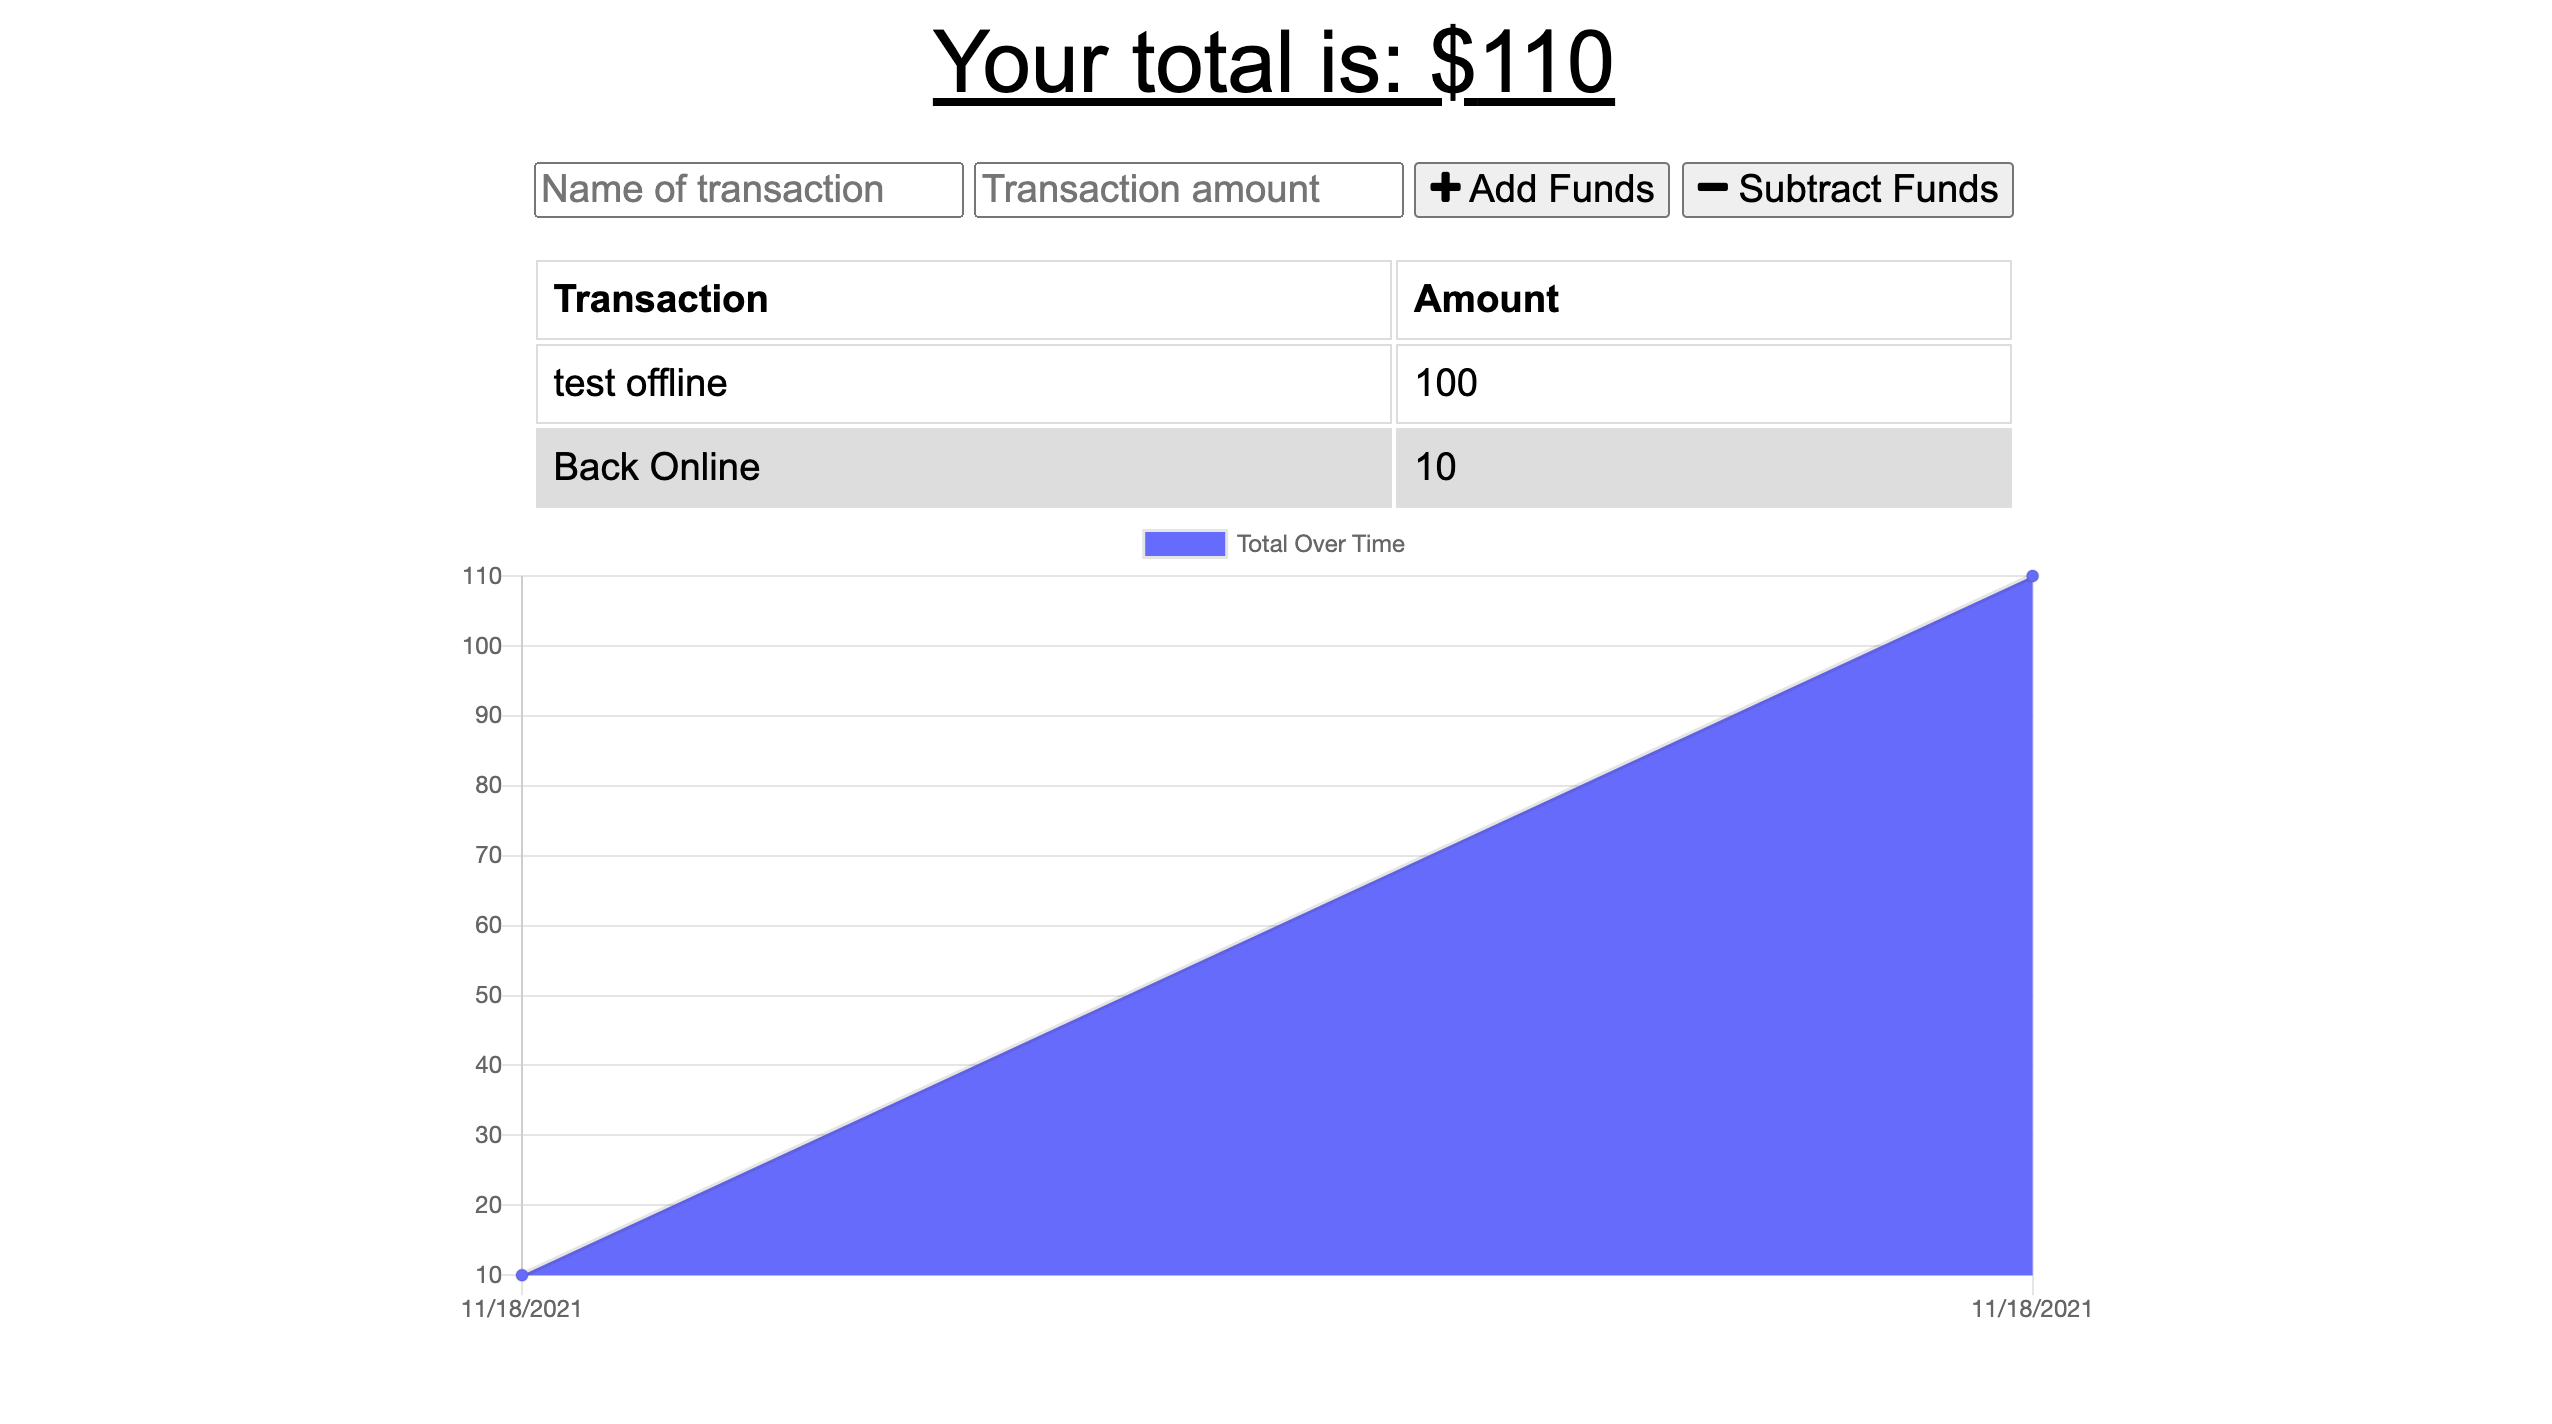 Your total is: $110
Name of transaction Transaction amount Add Funds Subtract Funds
Transaction Amount
test offline 100
Back Online 10
Total Over Time
110
100
90
80
70
60
50
40
30
20
10
11/18/2021 11/18/2021